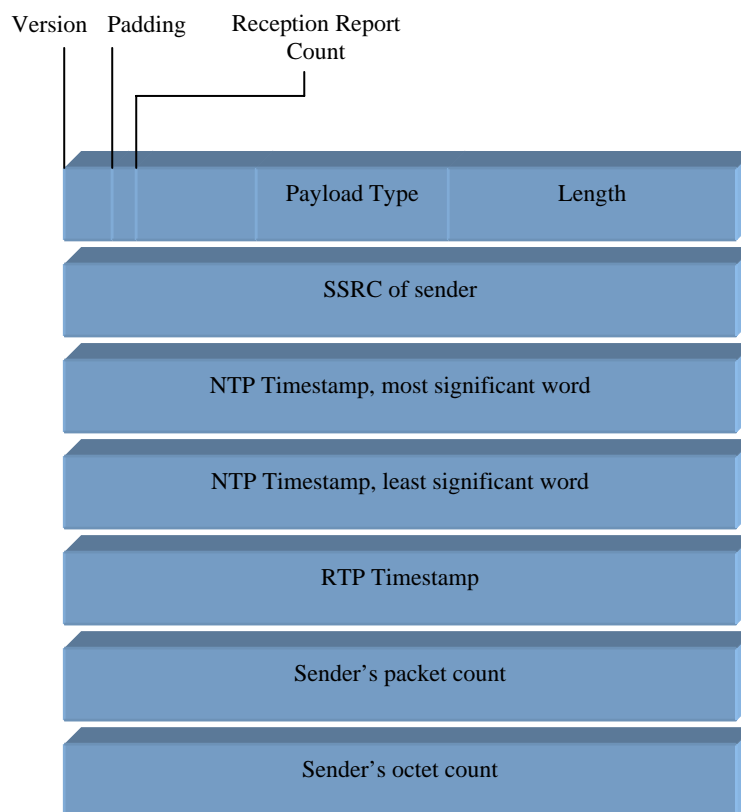 Version Padding Reception Report
Count
Payload Type Length
SSRC of sender
NTP Timestamp, most significant word
NTP Timestamp, least significant word
RTP Timestamp
Sender’s packet count
Sender’s octet count